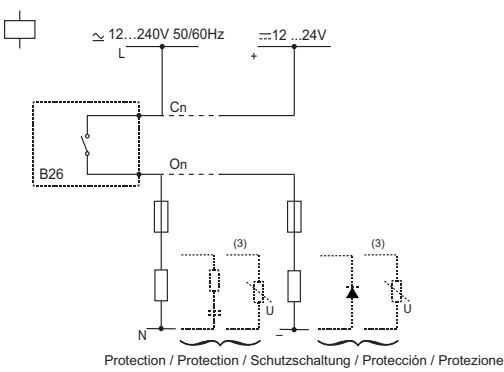 ≃ 12...240V 50/60Hz
⎓12 ...24V
L
+
Cn
B26
On
(3)
(3)
U
U
N
–
Protection / Protection / Schutzschaltung / Protección / Protezione